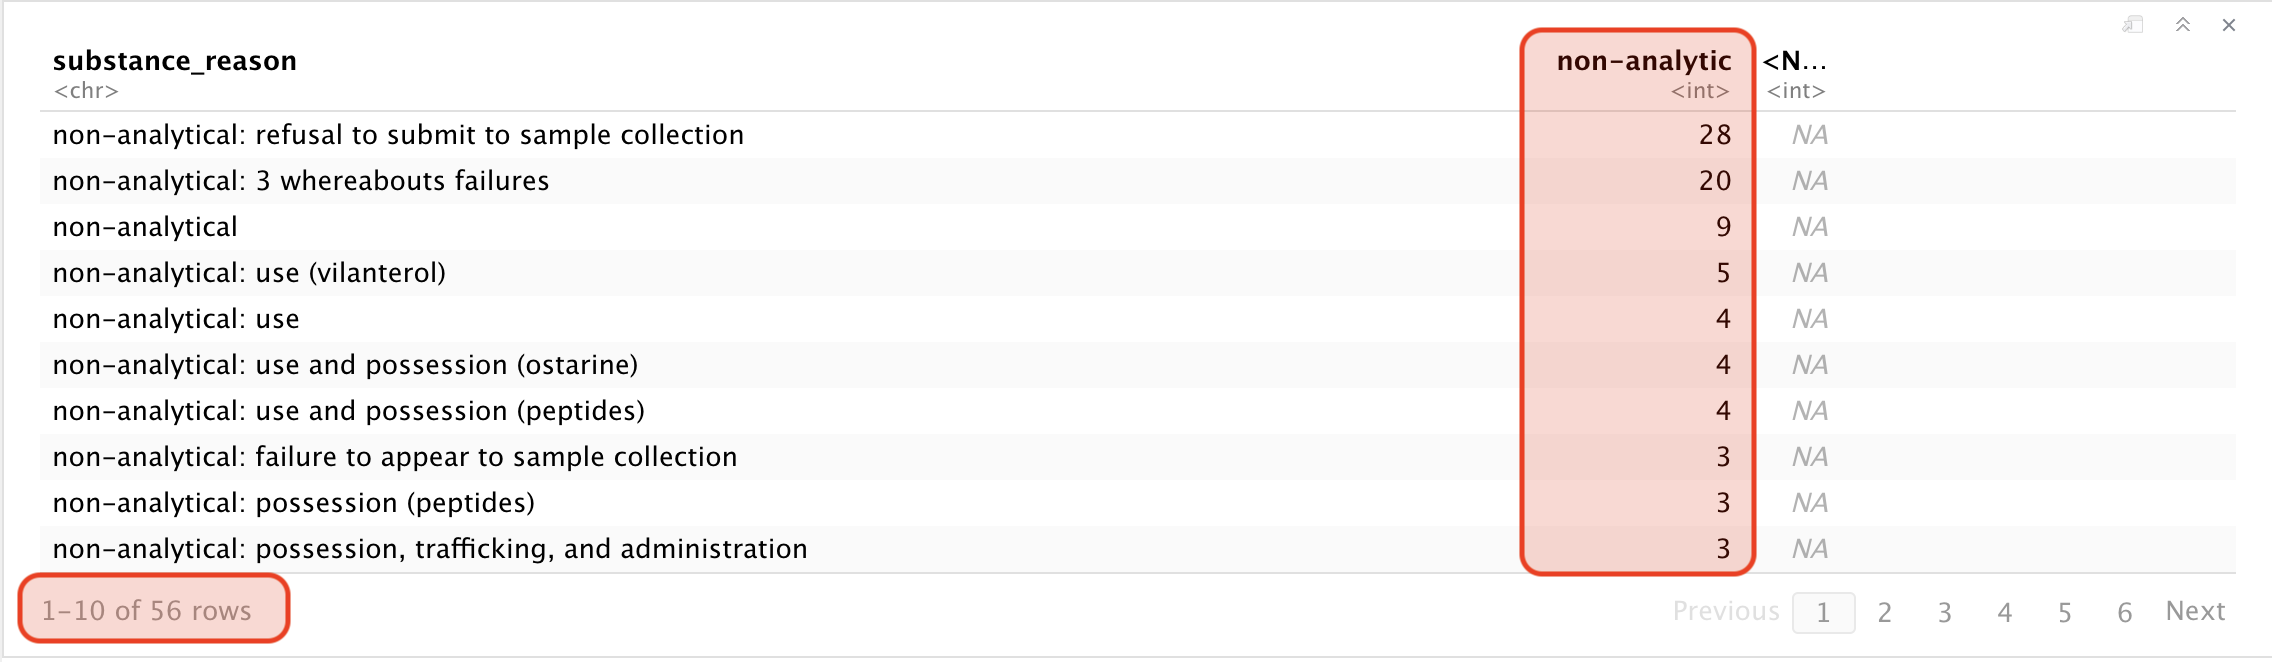 substance_reason non-analytic <N...
<chr> <int> <int>
non-analytical: refusal to submit to sample collection 28 NA
non-analytical: 3 whereabouts failures 20 NA
non-analytical 9 NA
non-analytical: use (vilanterol) 5 NA
non-analytical: use 4 NA
non-analytical: use and possession (ostarine) 4 NA
non-analytical: use and possession (peptides) 4 NA
non-analytical: failure to appear to sample collection 3 NA
non-analytical: possession (peptides) 3 NA
non-analytical: possession, trafficking, and administration 3 NA
1-10 of 56 rows Previous 1 2 3 4 5 6 Next